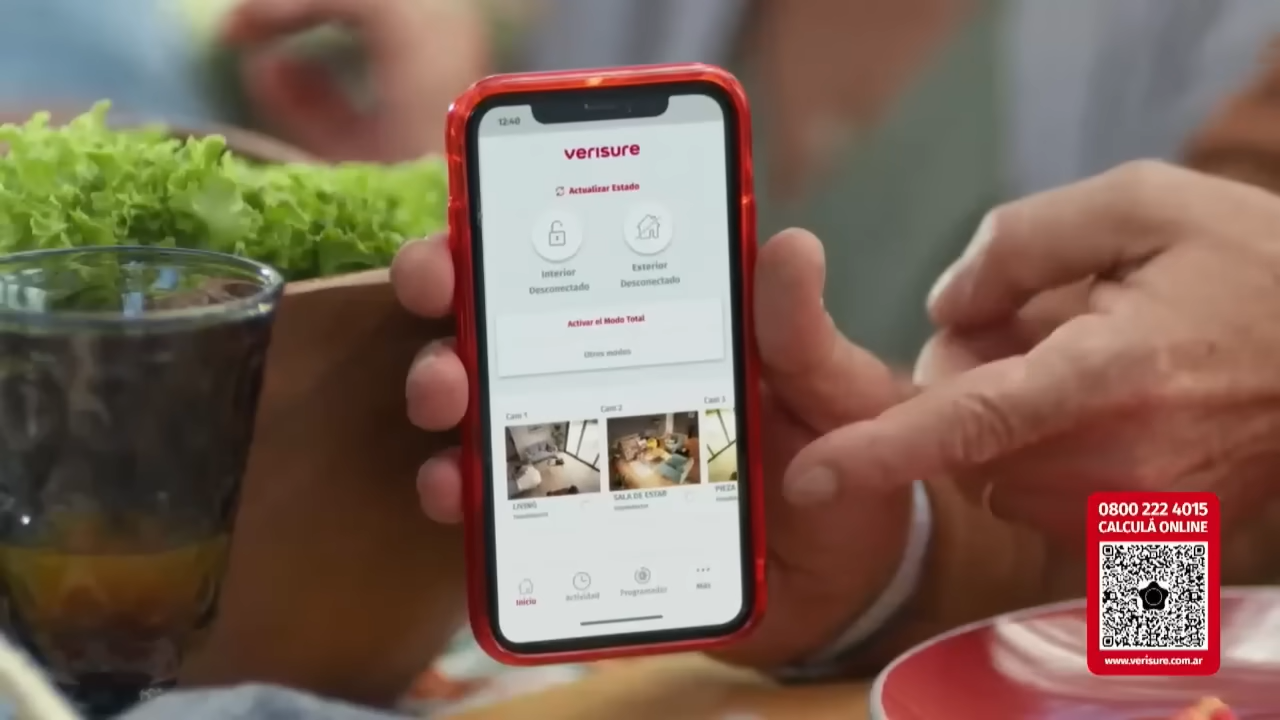 12:40
verisure
Actualizar Estado
Interior
Desconectado
Exterior
Desconectado
Activar el Modo Total
Otros modos
Cam 1
Cam 2
Cam 3
LIVING
SALA DE ESTAR
PIEZA
Inicio
Actividad
Programador
Más
0800 222 4015
CALCULÁ ONLINE
www.verisure.com.ar